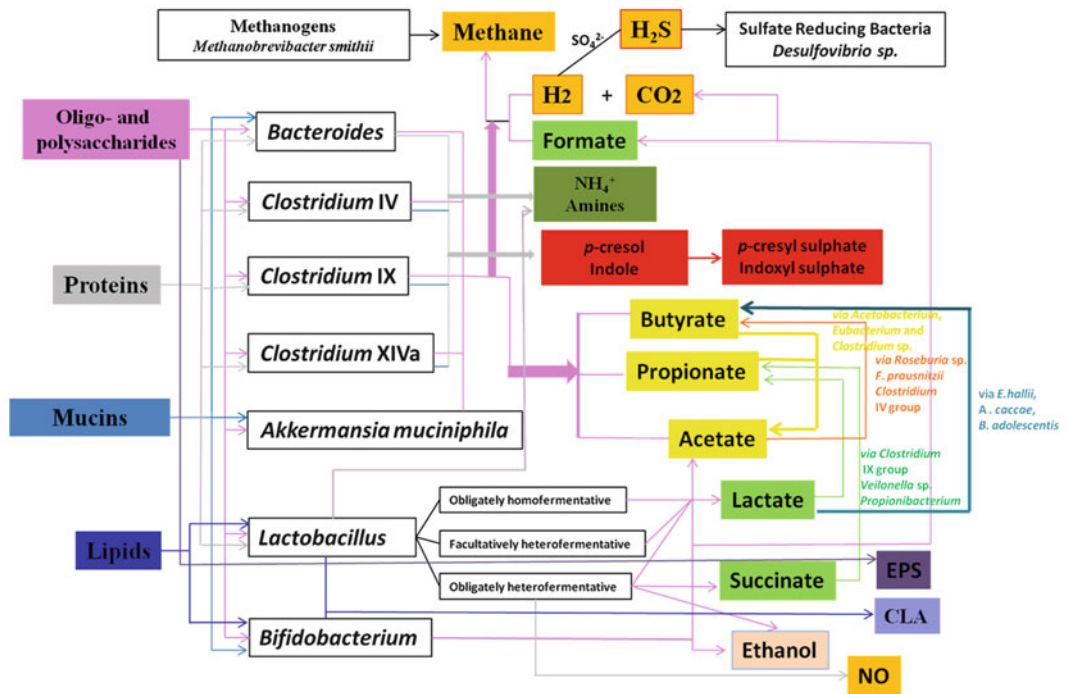 Methanogens
Methanobrevibacter smithii
Methane
SO₄²⁻
H₂S
Sulfate Reducing Bacteria
Desulfovibrio sp.
H2 + CO2
Oligo- and
polysaccharides
Bacteroides
Formate
Clostridium IV
NH₄⁺
Amines
Proteins
Clostridium IX
p-cresol
Indole
p-cresyl sulphate
Indoxyl sulphate
Butyrate
via Acetobacterium,
Eubacterium and
Clostridium sp.
Clostridium XIVa
Propionate
via Roseburia sp.
F. prausnitzii
Clostridium
IV group
via E.hallii,
A . caccae,
B. adolescentis
Mucins
Akkermansia muciniphila
Acetate
via Clostridium
IX group
Veilonella sp.
Propionibacterium
Obligately homofermentative
Lactate
Lipids
Lactobacillus
Facultatively heterofermentative
Obligately heterofermentative
Succinate
EPS
CLA
Bifidobacterium
Ethanol
NO